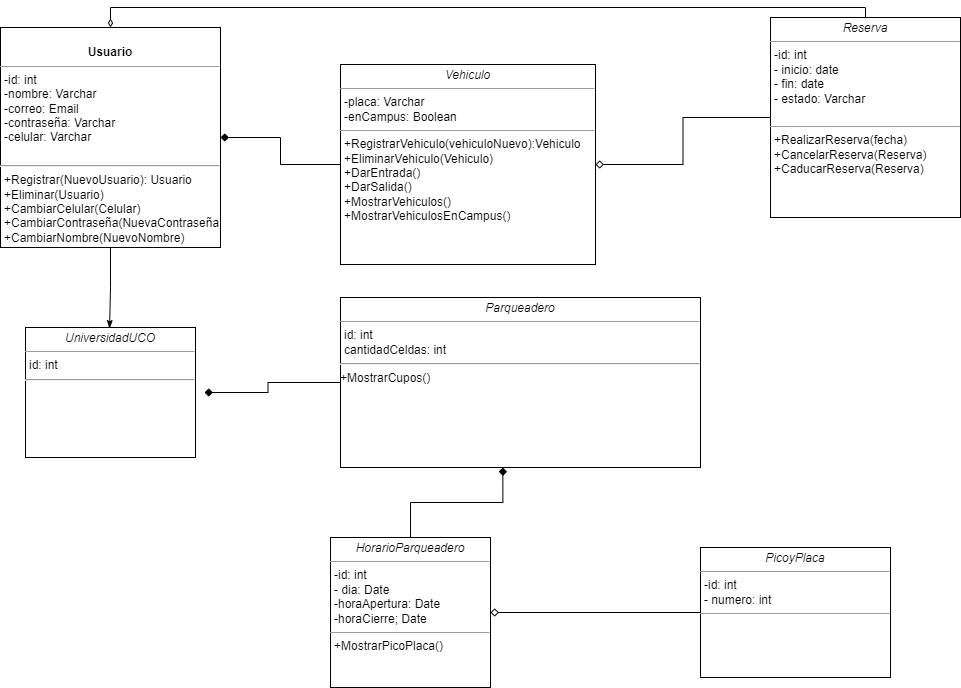 Usuario
-id: int
-nombre: Varchar
-correo: Email
-contraseña: Varchar
-celular: Varchar
+Registrar(NuevoUsuario): Usuario
+Eliminar(Usuario)
+CambiarCelular(Celular)
+CambiarContraseña(NuevaContraseña
+CambiarNombre(NuevoNombre)
Vehiculo
-placa: Varchar
-enCampus: Boolean
+RegistrarVehiculo(vehiculoNuevo):Vehiculo
+EliminarVehiculo(Vehiculo)
+DarEntrada()
+DarSalida()
+MostrarVehiculos()
+MostrarVehiculosEnCampus()
Reserva
-id: int
- inicio: date
- fin: date
- estado: Varchar
+RealizarReserva(fecha)
+CancelarReserva(Reserva)
+CaducarReserva(Reserva)
UniversidadUCO
id: int
Parqueadero
id: int
cantidadCeldas: int
+MostrarCupos()
HorarioParqueadero
-id: int
- dia: Date
-horaApertura: Date
-horaCierre; Date
+MostrarPicoPlaca()
PicoyPlaca
-id: int
- numero: int